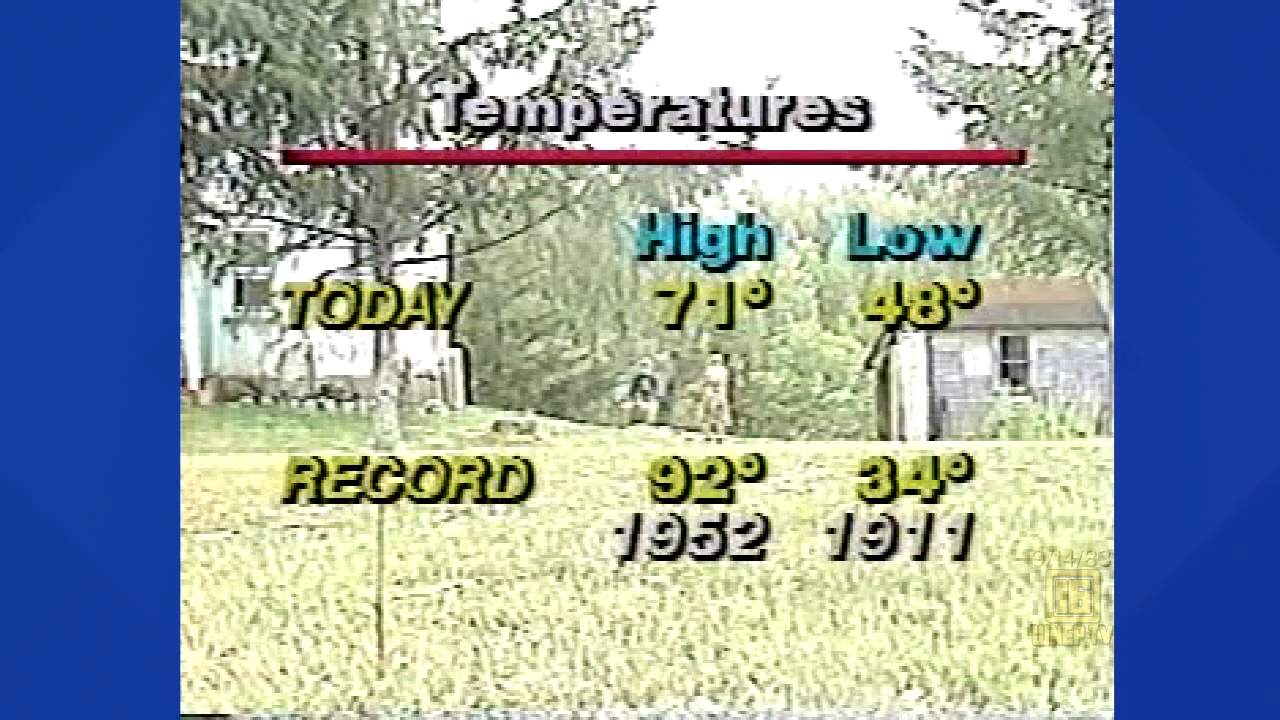 Temperatures
High Low
TODAY 71° 48°
RECORD 92° 34°
1952 1911